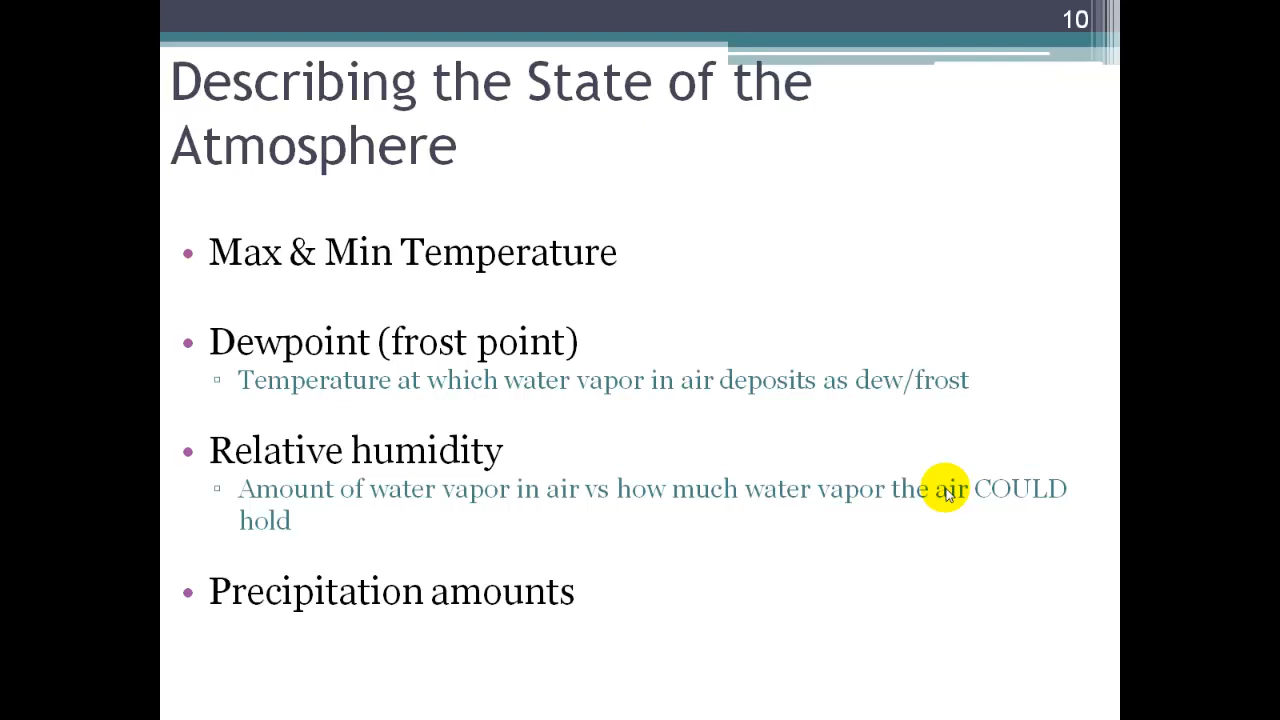 10
Describing the State of the
Atmosphere
• Max & Min Temperature
• Dewpoint (frost point)
▫ Temperature at which water vapor in air deposits as dew/frost
• Relative humidity
▫ Amount of water vapor in air vs how much water vapor the air COULD
hold
• Precipitation amounts